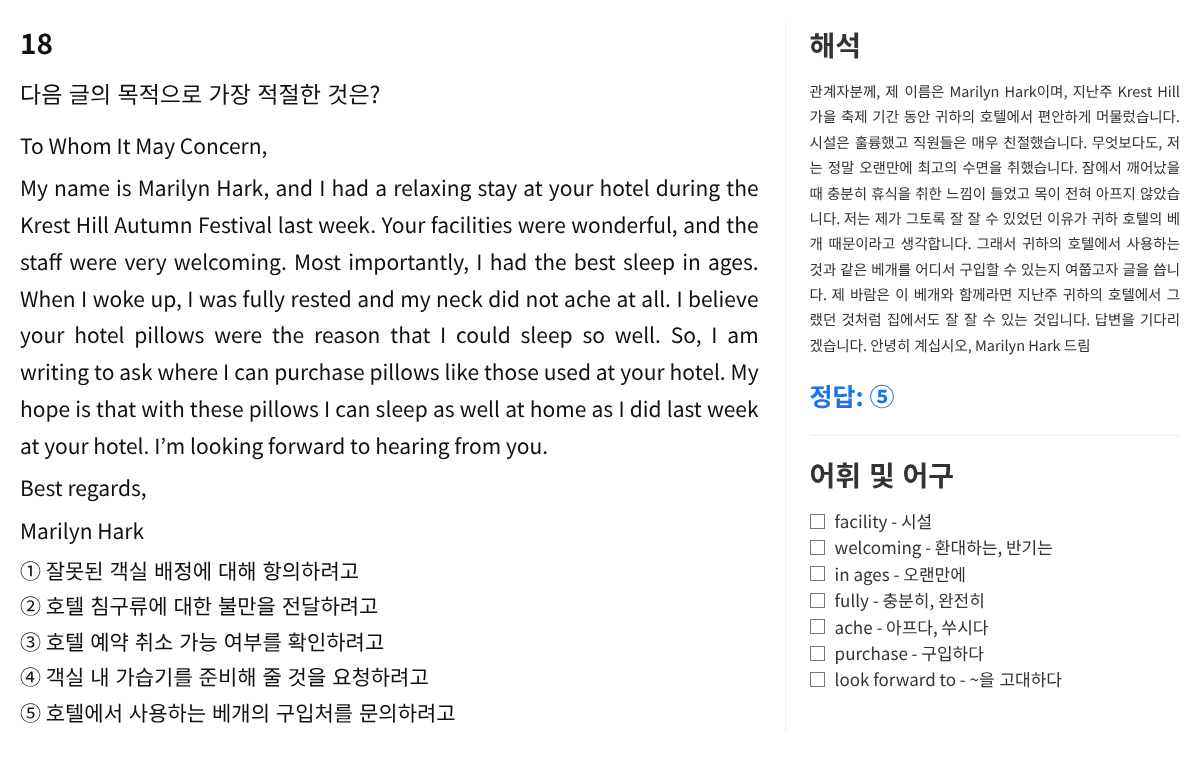 18
다음 글의 목적으로 가장 적절한 것은?
To Whom It May Concern,
My name is Marilyn Hark, and I had a relaxing stay at your hotel during the
Krest Hill Autumn Festival last week. Your facilities were wonderful, and the
staff were very welcoming. Most importantly, I had the best sleep in ages.
When I woke up, I was fully rested and my neck did not ache at all. I believe
your hotel pillows were the reason that I could sleep so well. So, I am
writing to ask where I can purchase pillows like those used at your hotel. My
hope is that with these pillows I can sleep as well at home as I did last week
at your hotel. I’m looking forward to hearing from you.
Best regards,
Marilyn Hark
① 잘못된 객실 배정에 대해 항의하려고
② 호텔 침구류에 대한 불만을 전달하려고
③ 호텔 예약 취소 가능 여부를 확인하려고
④ 객실 내 가습기를 준비해 줄 것을 요청하려고
⑤ 호텔에서 사용하는 베개의 구입처를 문의하려고
해석
관계자분께, 제 이름은 Marilyn Hark이며, 지난주 Krest Hill
가을 축제 기간 동안 귀하의 호텔에서 편안하게 머물렀습니다.
시설은 훌륭했고 직원들은 매우 친절했습니다. 무엇보다도, 저
는 정말 오랜만에 최고의 수면을 취했습니다. 잠에서 깨어났을
때 충분히 휴식을 취한 느낌이 들었고 목이 전혀 아프지 않았습
니다. 저는 제가 그토록 잘 잘 수 있었던 이유가 귀하 호텔의 베
개 때문이라고 생각합니다. 그래서 귀하의 호텔에서 사용하는
것과 같은 베개를 어디서 구입할 수 있는지 여쭙고자 글을 씁니
다. 제 바람은 이 베개와 함께라면 지난주 귀하의 호텔에서 그
랬던 것처럼 집에서도 잘 잘 수 있는 것입니다. 답변을 기다리
겠습니다. 안녕히 계십시오, Marilyn Hark 드림
정답: ⑤
어휘 및 어구
☐ facility - 시설
☐ welcoming - 환대하는, 반기는
☐ in ages - 오랜만에
☐ fully - 충분히, 완전히
☐ ache - 아프다, 쑤시다
☐ purchase - 구입하다
☐ look forward to - ~을 고대하다